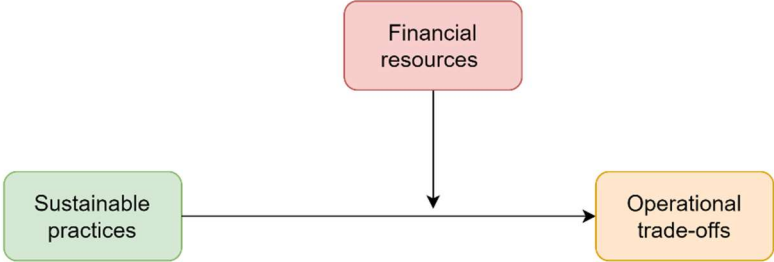 Financial
resources
Sustainable
practices
Operational
trade-offs